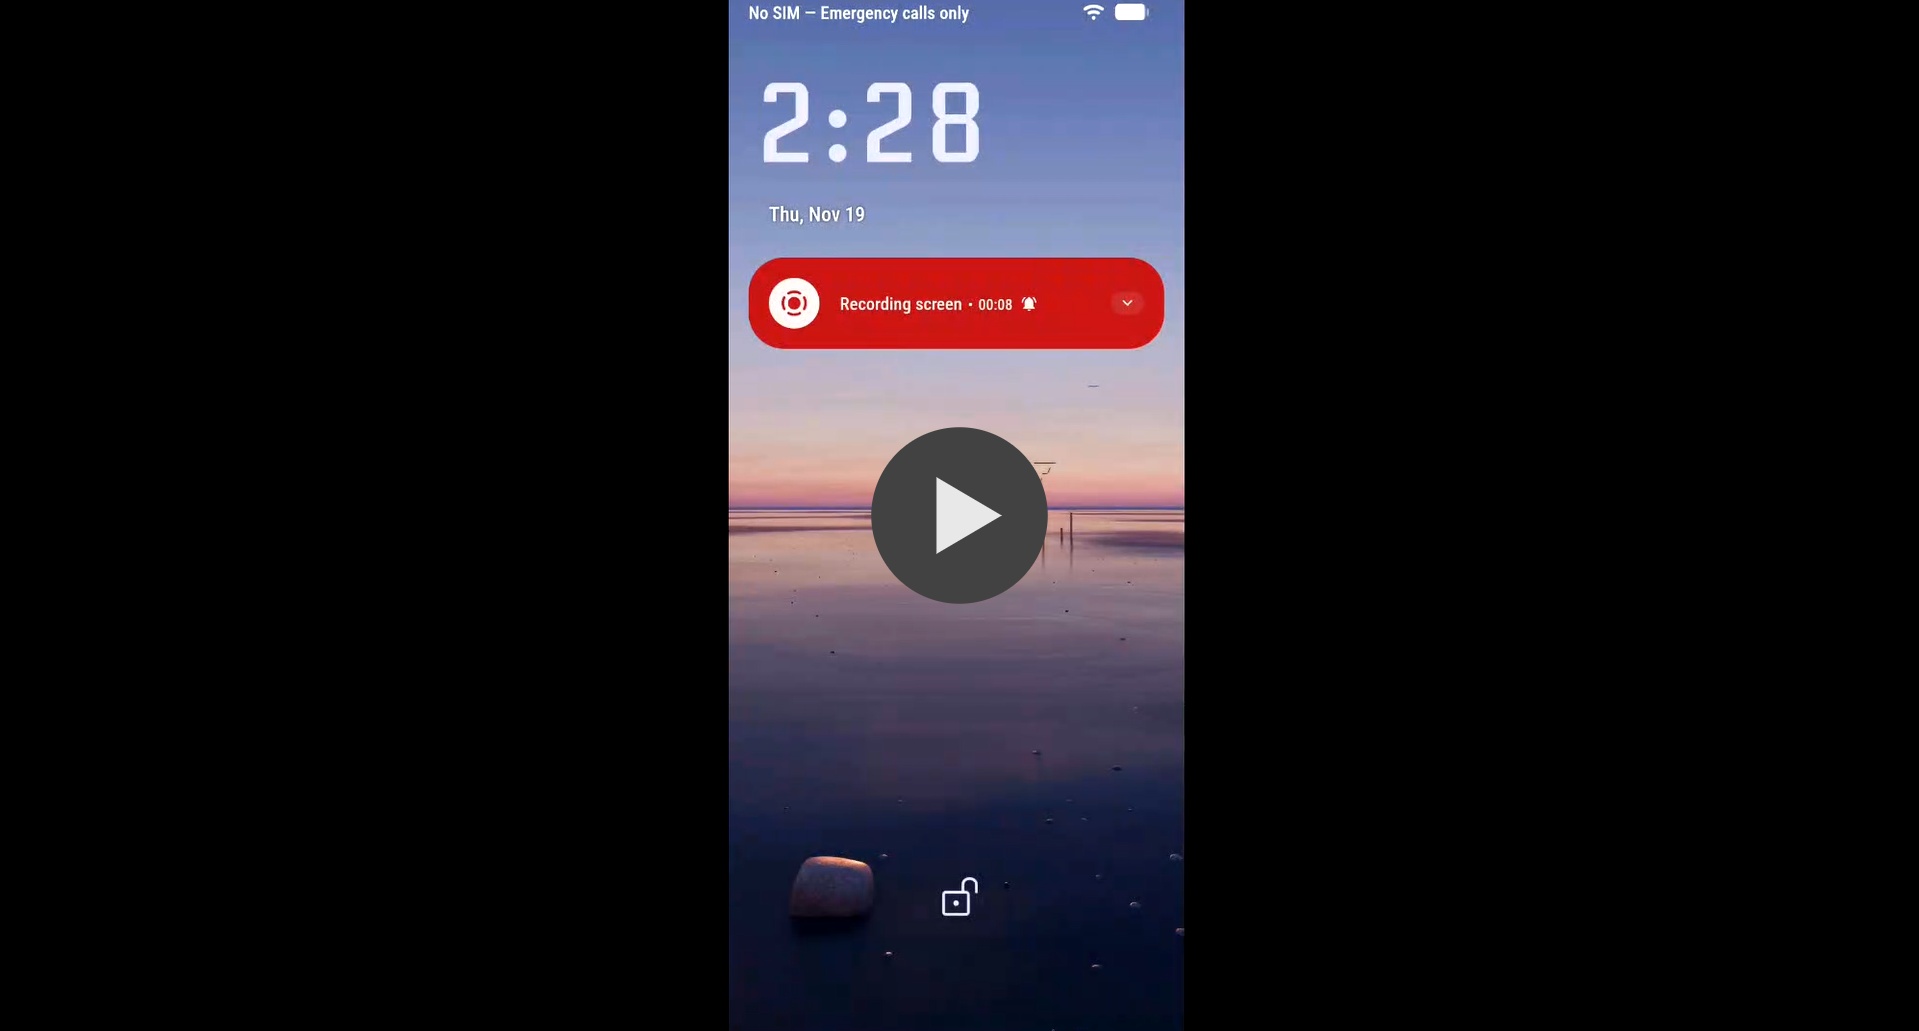 No SIM — Emergency calls only
2:28
Thu, Nov 19
Recording screen • 00:08